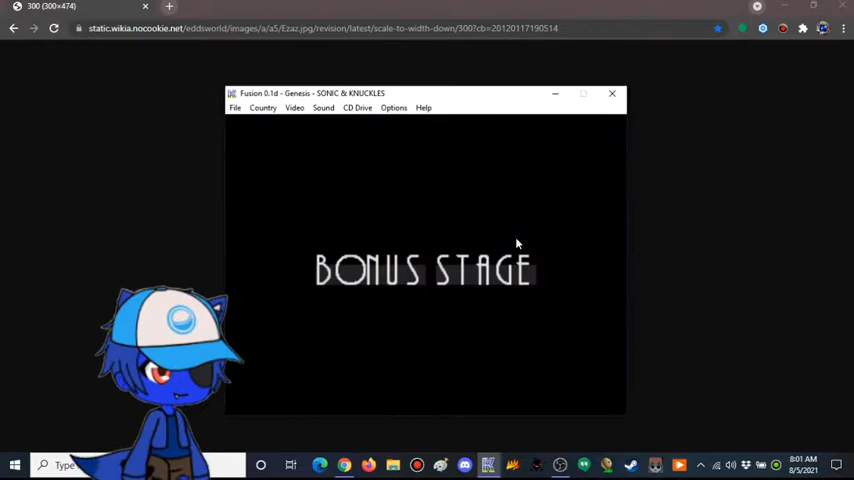 300 (300×474)
static.wikia.nocookie.net/eddsworld/images/a/a5/Ezaz.jpg/revision/latest/scale-to-width-down/300?cb=20120117190514
Fusion 0.1d - Genesis - SONIC & KNUCKLES
File Country Video Sound CD Drive Options Help
BONUS STAGE
Type
8:01 AM
8/5/2021